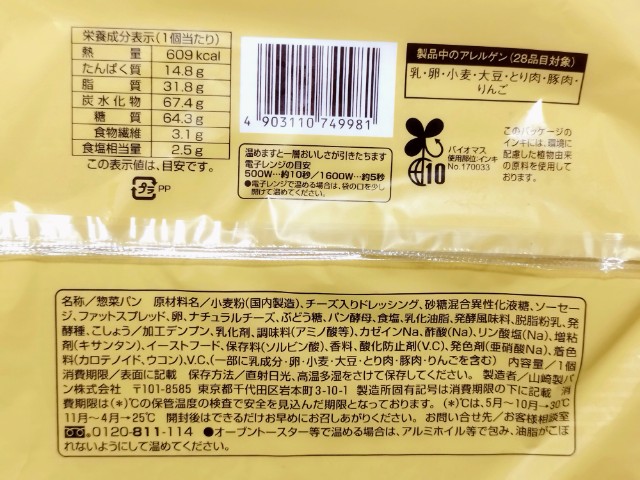 栄養成分表示(1個当たり)
熱量 609kcal
たんぱく質 14.8g
脂質 31.8g
炭水化物 67.4g
糖質 64.3g
食物繊維 3.1g
食塩相当量 2.5g
この表示値は、目安です。
プラ PP
4 903110 749981
温めますと一層おいしさが引きたちます
電子レンジの目安
500W…約10秒/1600W…約5秒
●電子レンジで温める場合は、袋の口を少し
開けて温めてください。
製品中のアレルゲン(28品目対象)
乳・卵・小麦・大豆・とり肉・豚肉・
りんご
10
バイオマス
使用部位:インキ
No.170033
このパッケージの
インキには、環境に
配慮した植物由来
の原料を使用して
おります。
名称/惣菜パン 原材料名/小麦粉(国内製造)、チーズ入りドレッシング、砂糖混合異性化液糖、ソーセー
ジ、ファットスプレッド、卵、ナチュラルチーズ、ぶどう糖、パン酵母、食塩、乳化油脂、発酵風味料、脱脂粉乳、発
酵種、こしょう/加工デンプン、乳化剤、調味料(アミノ酸等)、カゼインNa、酢酸(Na)、リン酸塩(Na)、増粘
剤(キサンタン)、イーストフード、保存料(ソルビン酸)、香料、酸化防止剤(V.C)、発色剤(亜硝酸Na)、着色
料(カロテノイド、ウコン)、V.C、(一部に乳成分・卵・小麦・大豆・とり肉・豚肉・りんごを含む) 内容量/1個
消費期限/表面に記載 保存方法/直射日光、高温多湿をさけて保存してください。 製造者/山崎製パ
ン株式会社 〒101-8585 東京都千代田区岩本町3-10-1 製造所固有記号は消費期限の下に記載 消費
期限は(*)℃の保管温度の検査で安全を見込んだ期限となっております。 (*)℃は、5月〜10月→30℃
11月〜4月→25℃ 開封後はできるだけお早めにお召しあがりください。 お問い合せ先/お客様相談室
0120-811-114 ●オーブントースター等で温める場合は、アルミホイル等で包み、油脂がこぼ
れないようにして温めてください。